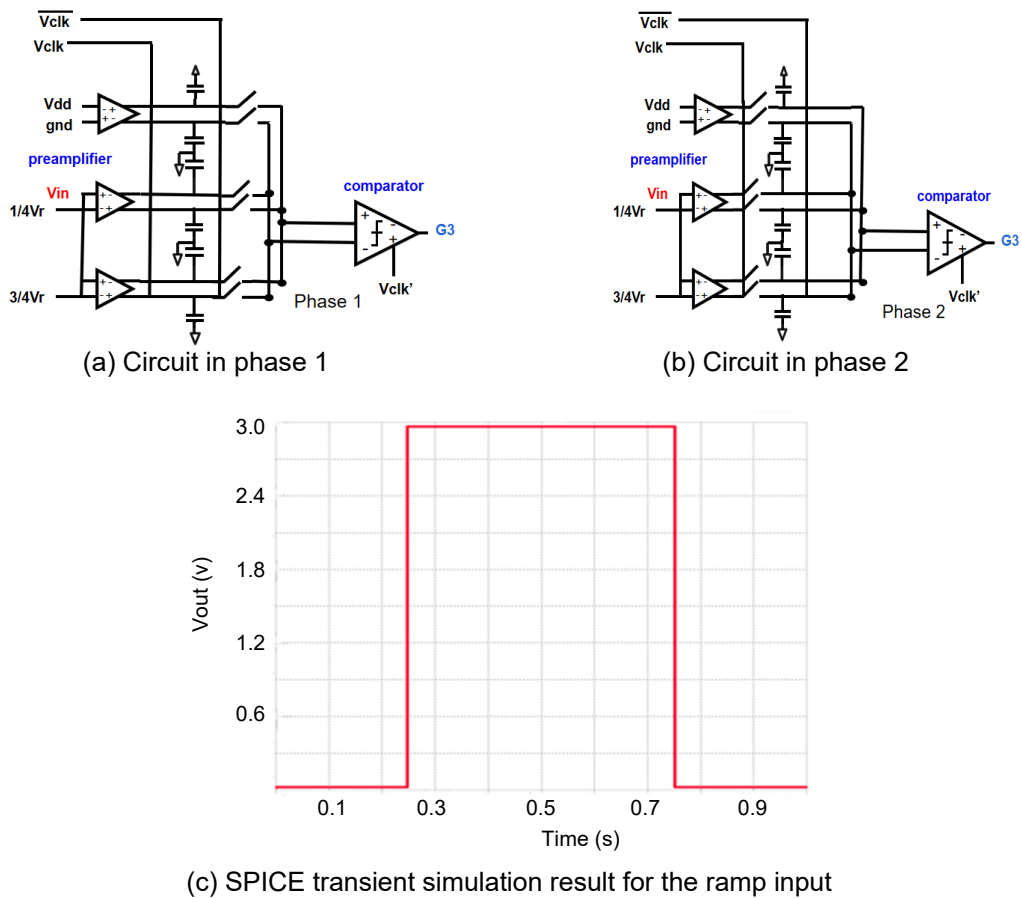 Vclk
Vclk
Vdd
gnd
- +
+ -
preamplifier
Vin
1/4Vr
+ -
- +
3/4Vr
+ -
- +
comparator
+ -
- +
G3
Vclk'
Phase 1
(a) Circuit in phase 1
Vclk
Vclk
Vdd
gnd
- +
+ -
preamplifier
Vin
1/4Vr
+ -
- +
3/4Vr
+ -
- +
comparator
+ -
- +
G3
Vclk'
Phase 2
(b) Circuit in phase 2
3.0
2.4
1.8
1.2
0.6
Vout (v)
0.1 0.3 0.5 0.7 0.9
Time (s)
(c) SPICE transient simulation result for the ramp input